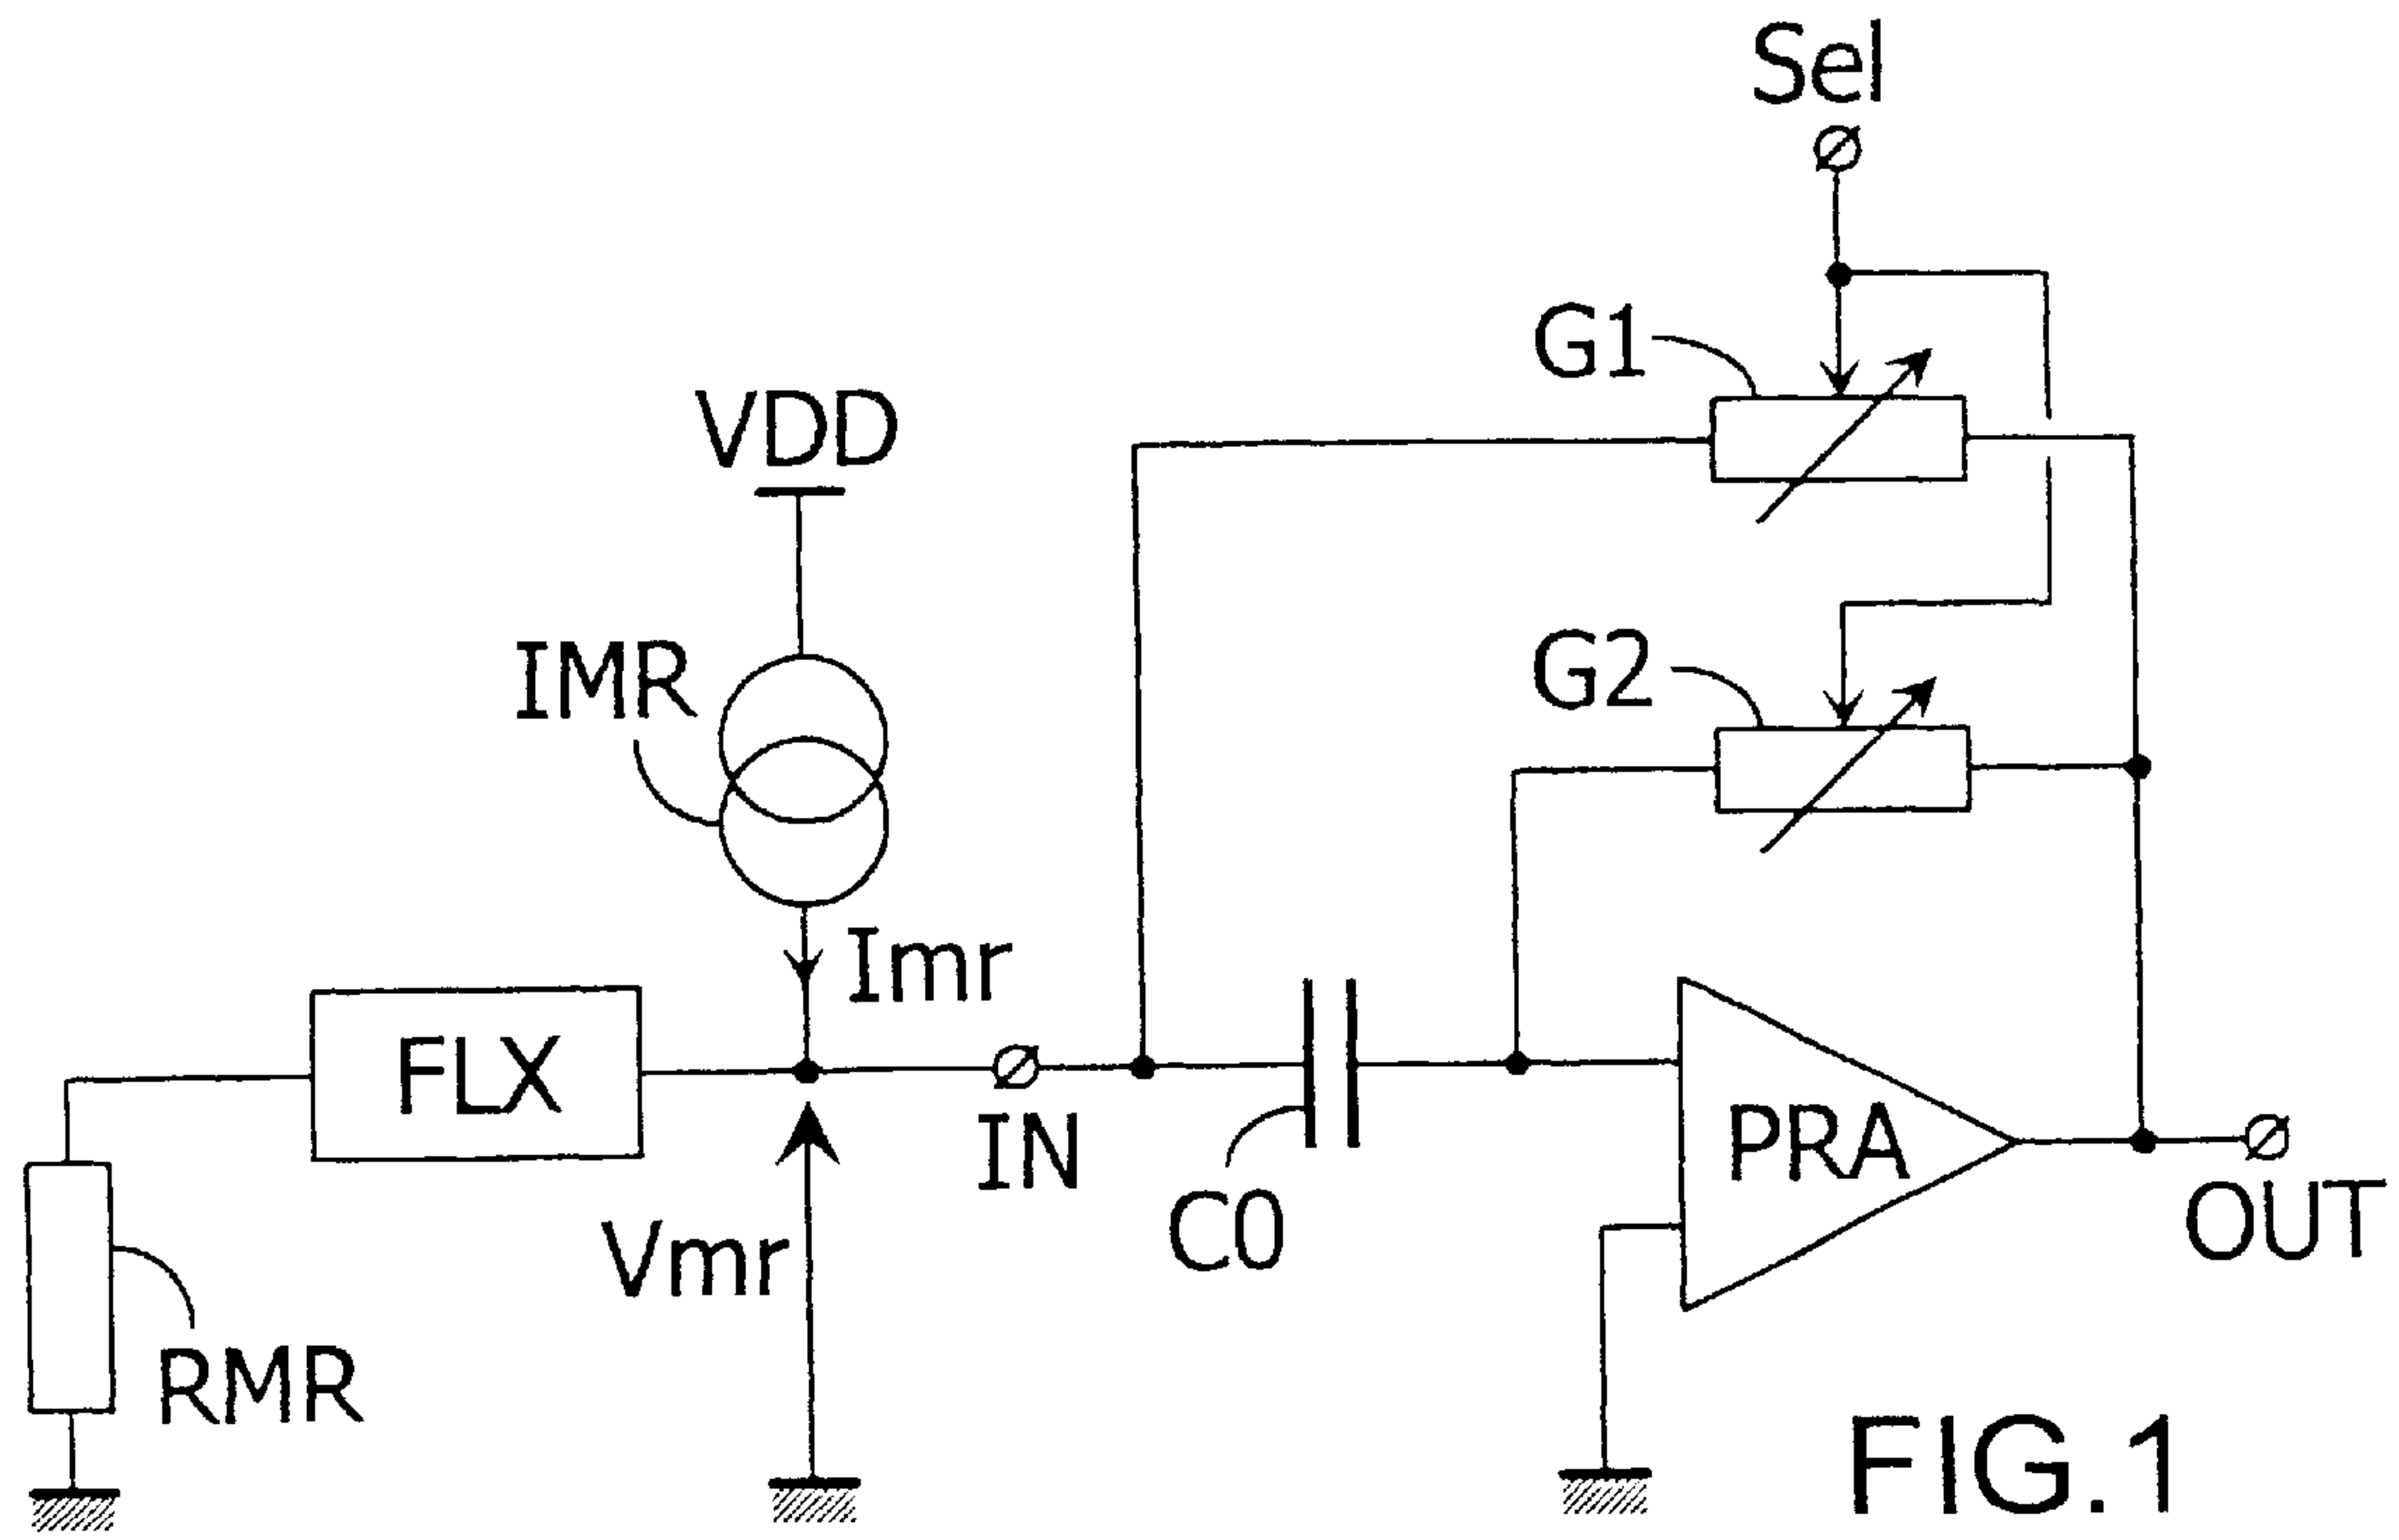 Sel
G1
VDD
IMR
G2
Imr
FLX
PRA
IN
Vmr
C0
OUT
RMR
FIG.1